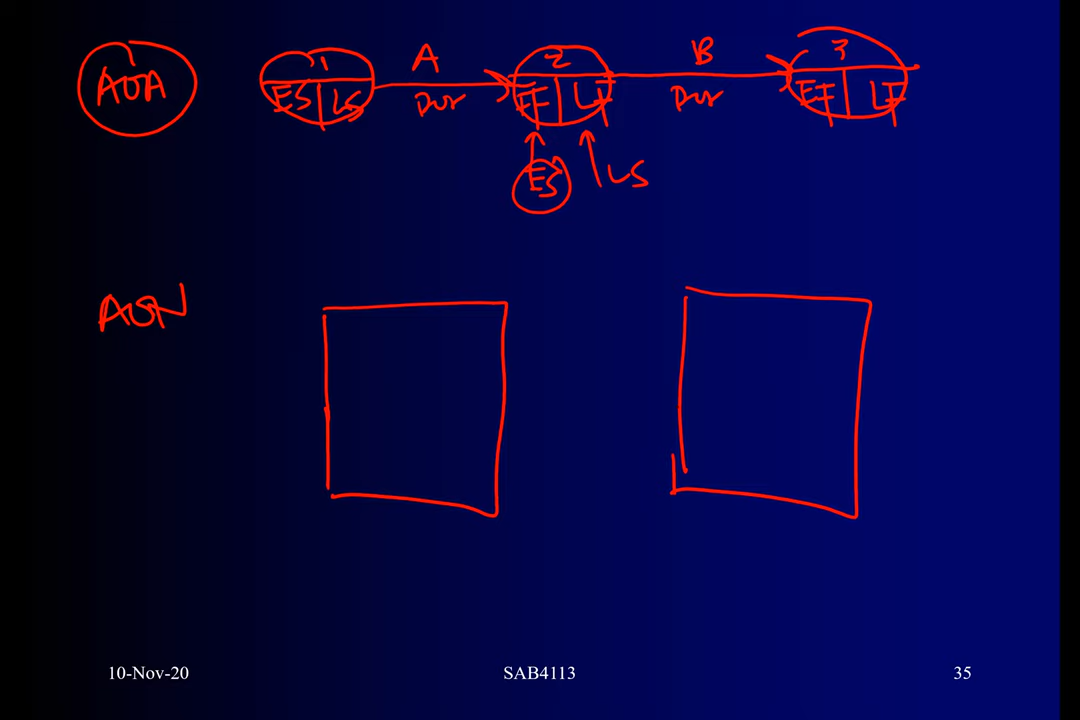 AOA
1 A 2 B 3
ES LS Dur EF LF Dur EF LF
ES LS
AON
10-Nov-20 SAB4113 35